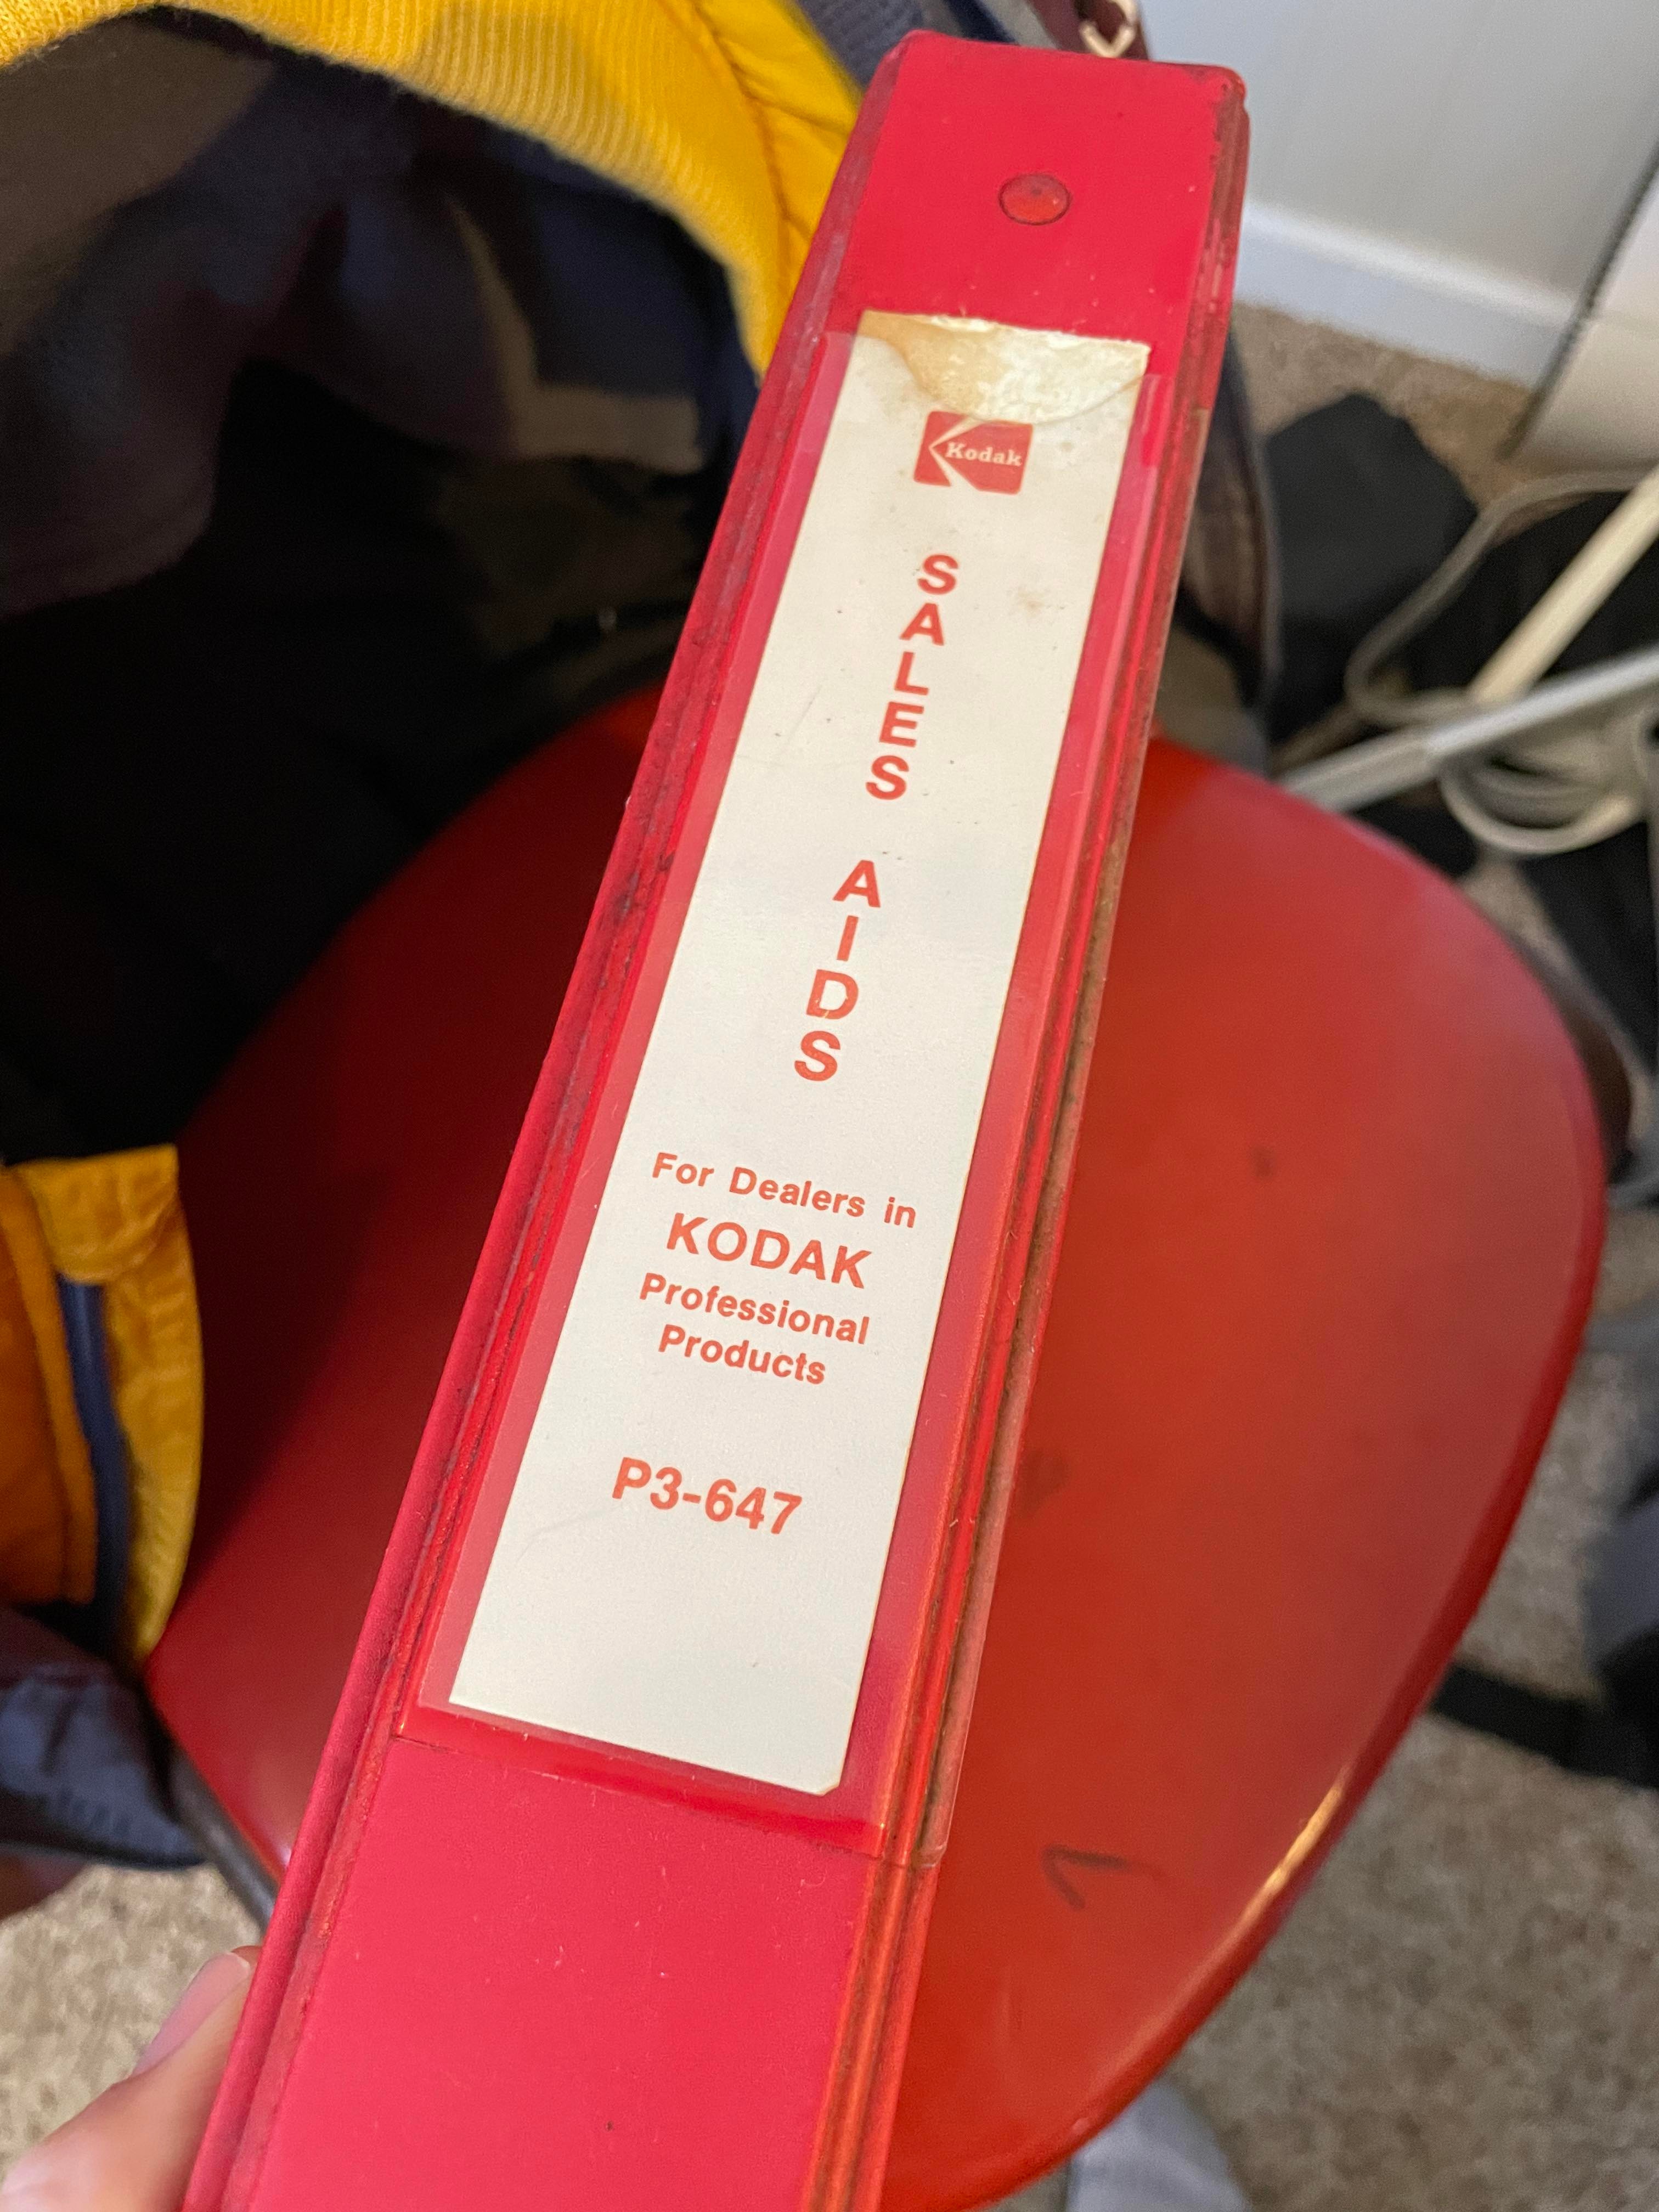 Kodak
SALES
AIDS
For Dealers in
KODAK
Professional
Products
P3-647